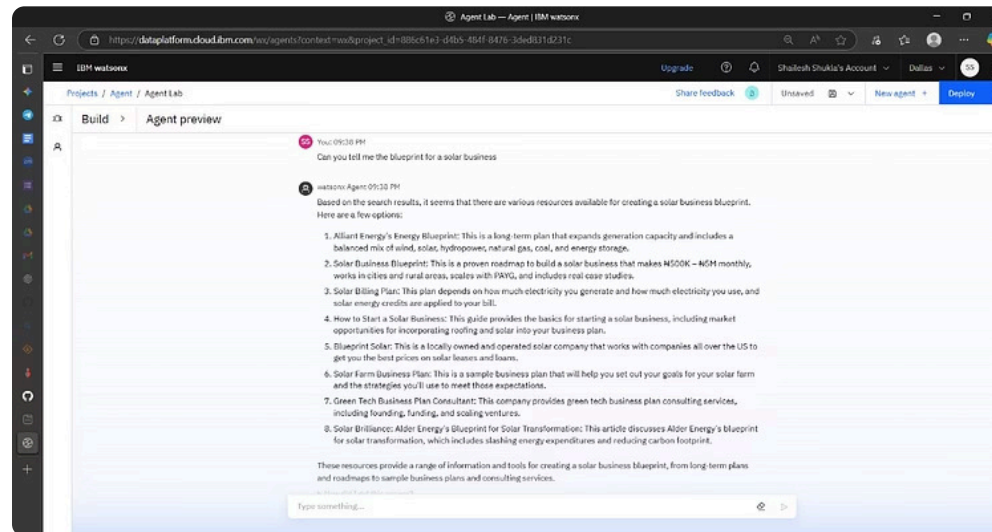 Agent Lab — Agent | IBM watsonx
https://dataplatform.cloud.ibm.com/wx/agents?context=wx&project_id=
IBM watsonx
Upgrade
Shailesh Shukla's Account
Dallas
SS
Projects / Agent / Agent Lab
Share feedback
Unsaved
New agent +
Deploy
Build > Agent preview
SS You: 09:38 PM
Can you tell me the blueprint for a solar business
watsonx Agent 09:38 PM
Based on the search results, it seems that there are various resources available for creating a solar business blueprint.
Here are a few options:
1. Alliant Energy's Energy Blueprint: This is a long-term plan that expands generation capacity and includes a
balanced mix of wind, solar, hydropower, natural gas, coal, and energy storage.
2. Solar Business Blueprint: This is a proven roadmap to build a solar business that makes ₦500K – ₦5M monthly,
works in cities and rural areas, scales with PAYG, and includes real case studies.
3. Solar Billing Plan: This plan depends on how much electricity you generate and how much electricity you use, and
solar energy credits are applied to your bill.
4. How to Start a Solar Business: This guide provides the basics for starting a solar business, including market
opportunities for incorporating roofing and solar into your business plan.
5. Blueprint Solar: This is a locally owned and operated solar company that works with companies all over the US to
get you the best prices on solar leases and loans.
6. Solar Farm Business Plan: This is a sample business plan that will help you set out your goals for your solar farm
and the strategies you'll use to meet those expectations.
7. Green Tech Business Plan Consultant: This company provides green tech business plan consulting services,
including founding, funding, and scaling ventures.
8. Solar Brilliance: Alder Energy's Blueprint for Solar Transformation: This article discusses Alder Energy's blueprint
for solar transformation, which includes slashing energy expenditures and reducing carbon footprint.
These resources provide a range of information and tools for creating a solar business blueprint, from long-term plans
and roadmaps to sample business plans and consulting services.
Type something...